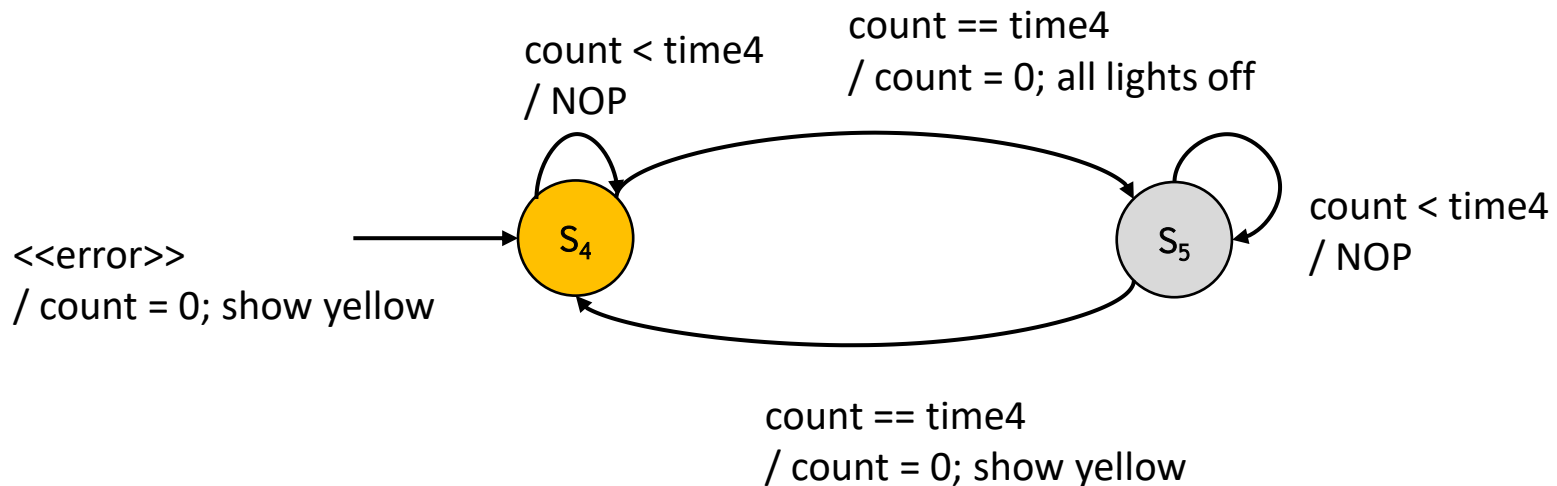 count == time4
/ count = 0; all lights off
count < time4
/ NOP
<<error>>
/ count = 0; show yellow
S₄
S₅
count < time4
/ NOP
count == time4
/ count = 0; show yellow